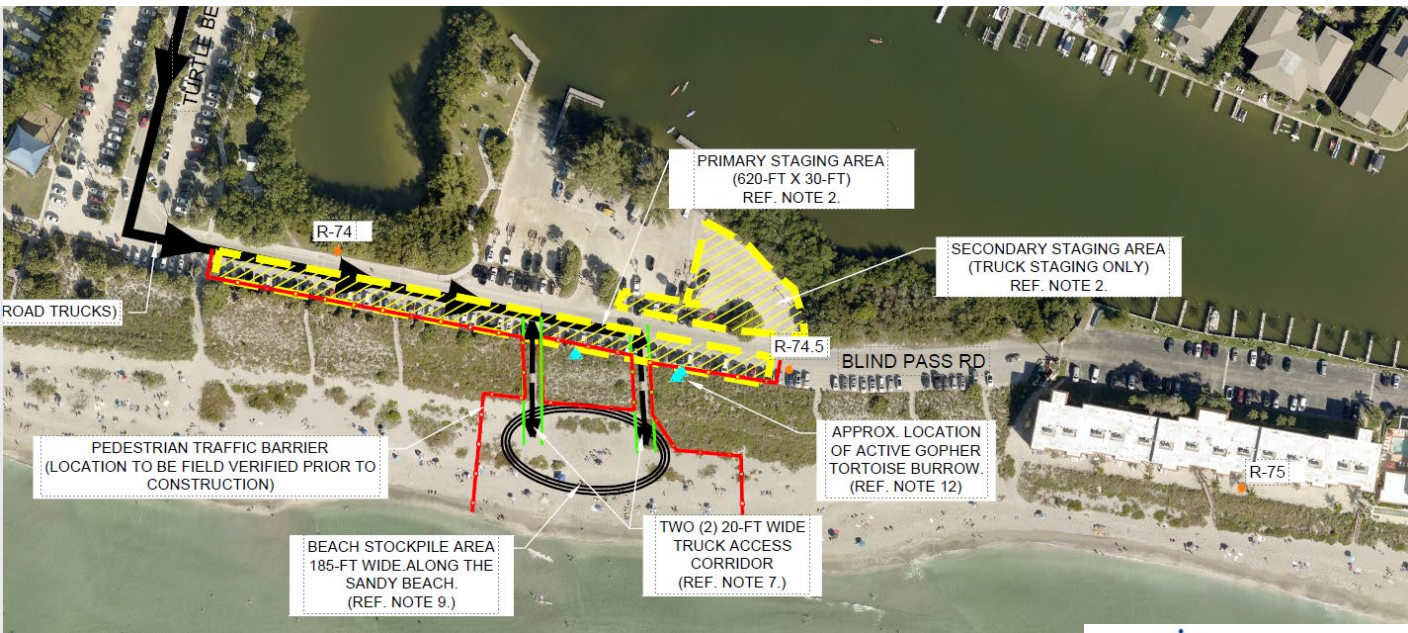 TURTLE BE
PRIMARY STAGING AREA
(620-FT X 30-FT)
REF. NOTE 2.
R-74
SECONDARY STAGING AREA
(TRUCK STAGING ONLY)
REF. NOTE 2.
ROAD TRUCKS)
R-74.5
BLIND PASS RD
PEDESTRIAN TRAFFIC BARRIER
(LOCATION TO BE FIELD VERIFIED PRIOR TO
CONSTRUCTION)
APPROX. LOCATION
OF ACTIVE GOPHER
TORTOISE BURROW.
(REF. NOTE 12)
R-75
BEACH STOCKPILE AREA
185-FT WIDE.ALONG THE
SANDY BEACH.
(REF. NOTE 9.)
TWO (2) 20-FT WIDE
TRUCK ACCESS
CORRIDOR
(REF. NOTE 7.)